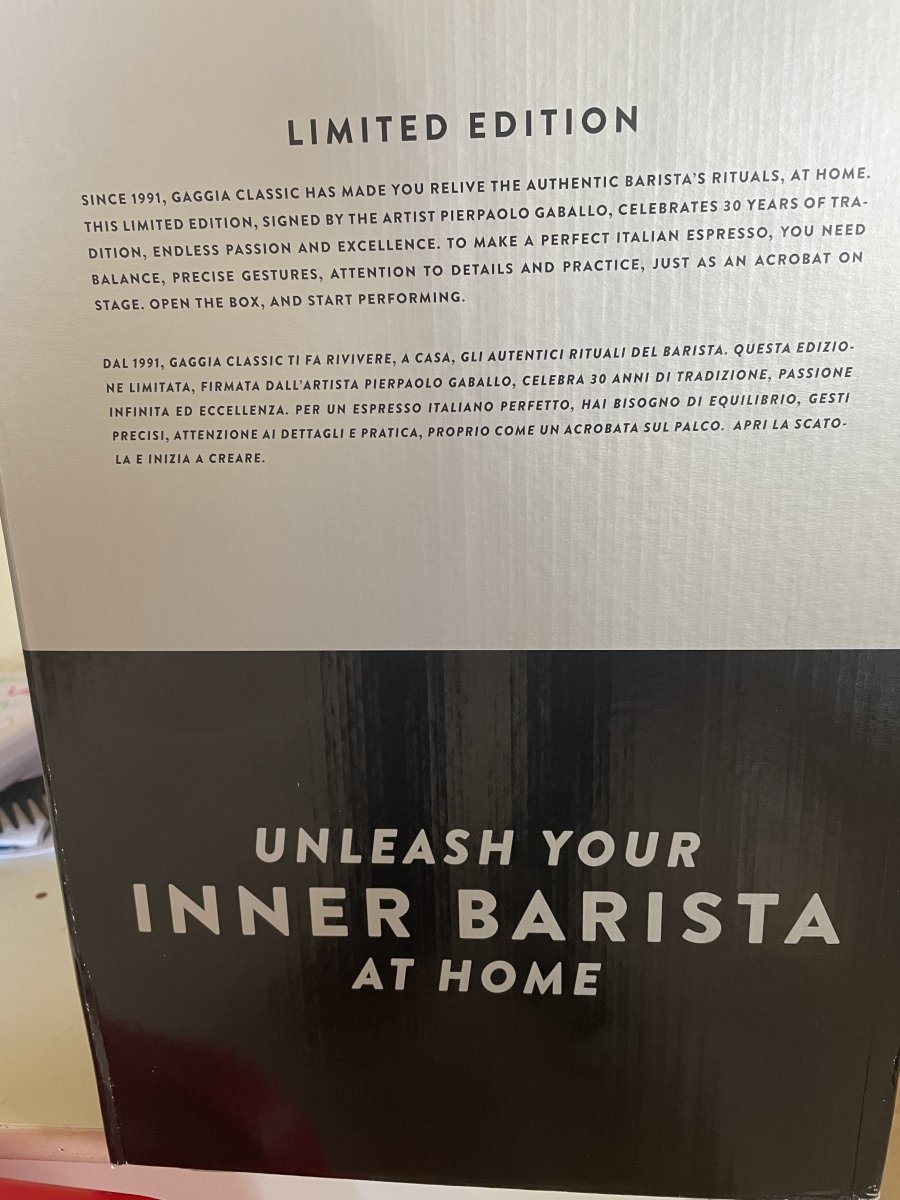 LIMITED EDITION
SINCE 1991, GAGGIA CLASSIC HAS MADE YOU RELIVE THE AUTHENTIC BARISTA'S RITUALS, AT HOME.
THIS LIMITED EDITION, SIGNED BY THE ARTIST PIERPAOLO GABALLO, CELEBRATES 30 YEARS OF TRA-
DITION, ENDLESS PASSION AND EXCELLENCE. TO MAKE A PERFECT ITALIAN ESPRESSO, YOU NEED
BALANCE, PRECISE GESTURES, ATTENTION TO DETAILS AND PRACTICE, JUST AS AN ACROBAT ON
STAGE. OPEN THE BOX, AND START PERFORMING.
DAL 1991, GAGGIA CLASSIC TI FA RIVIVERE, A CASA, GLI AUTENTICI RITUALI DEL BARISTA. QUESTA EDIZIO-
NE LIMITATA, FIRMATA DALL'ARTISTA PIERPAOLO GABALLO, CELEBRA 30 ANNI DI TRADIZIONE, PASSIONE
INFINITA ED ECCELLENZA. PER UN ESPRESSO ITALIANO PERFETTO, HAI BISOGNO DI EQUILIBRIO, GESTI
PRECISI, ATTENZIONE AI DETTAGLI E PRATICA, PROPRIO COME UN ACROBATA SUL PALCO. APRI LA SCATO-
LA E INIZIA A CREARE.
UNLEASH YOUR
INNER BARISTA
AT HOME